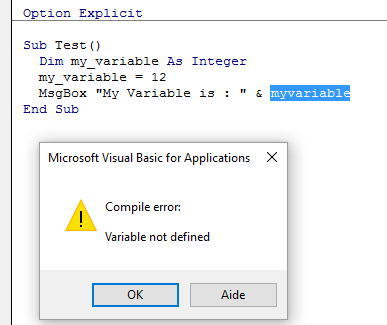 Option Explicit
Sub Test()
Dim my_variable As Integer
my_variable = 12
MsgBox "My Variable is : " & myvariable
End Sub
Microsoft Visual Basic for Applications
Compile error:
Variable not defined
OK
Aide